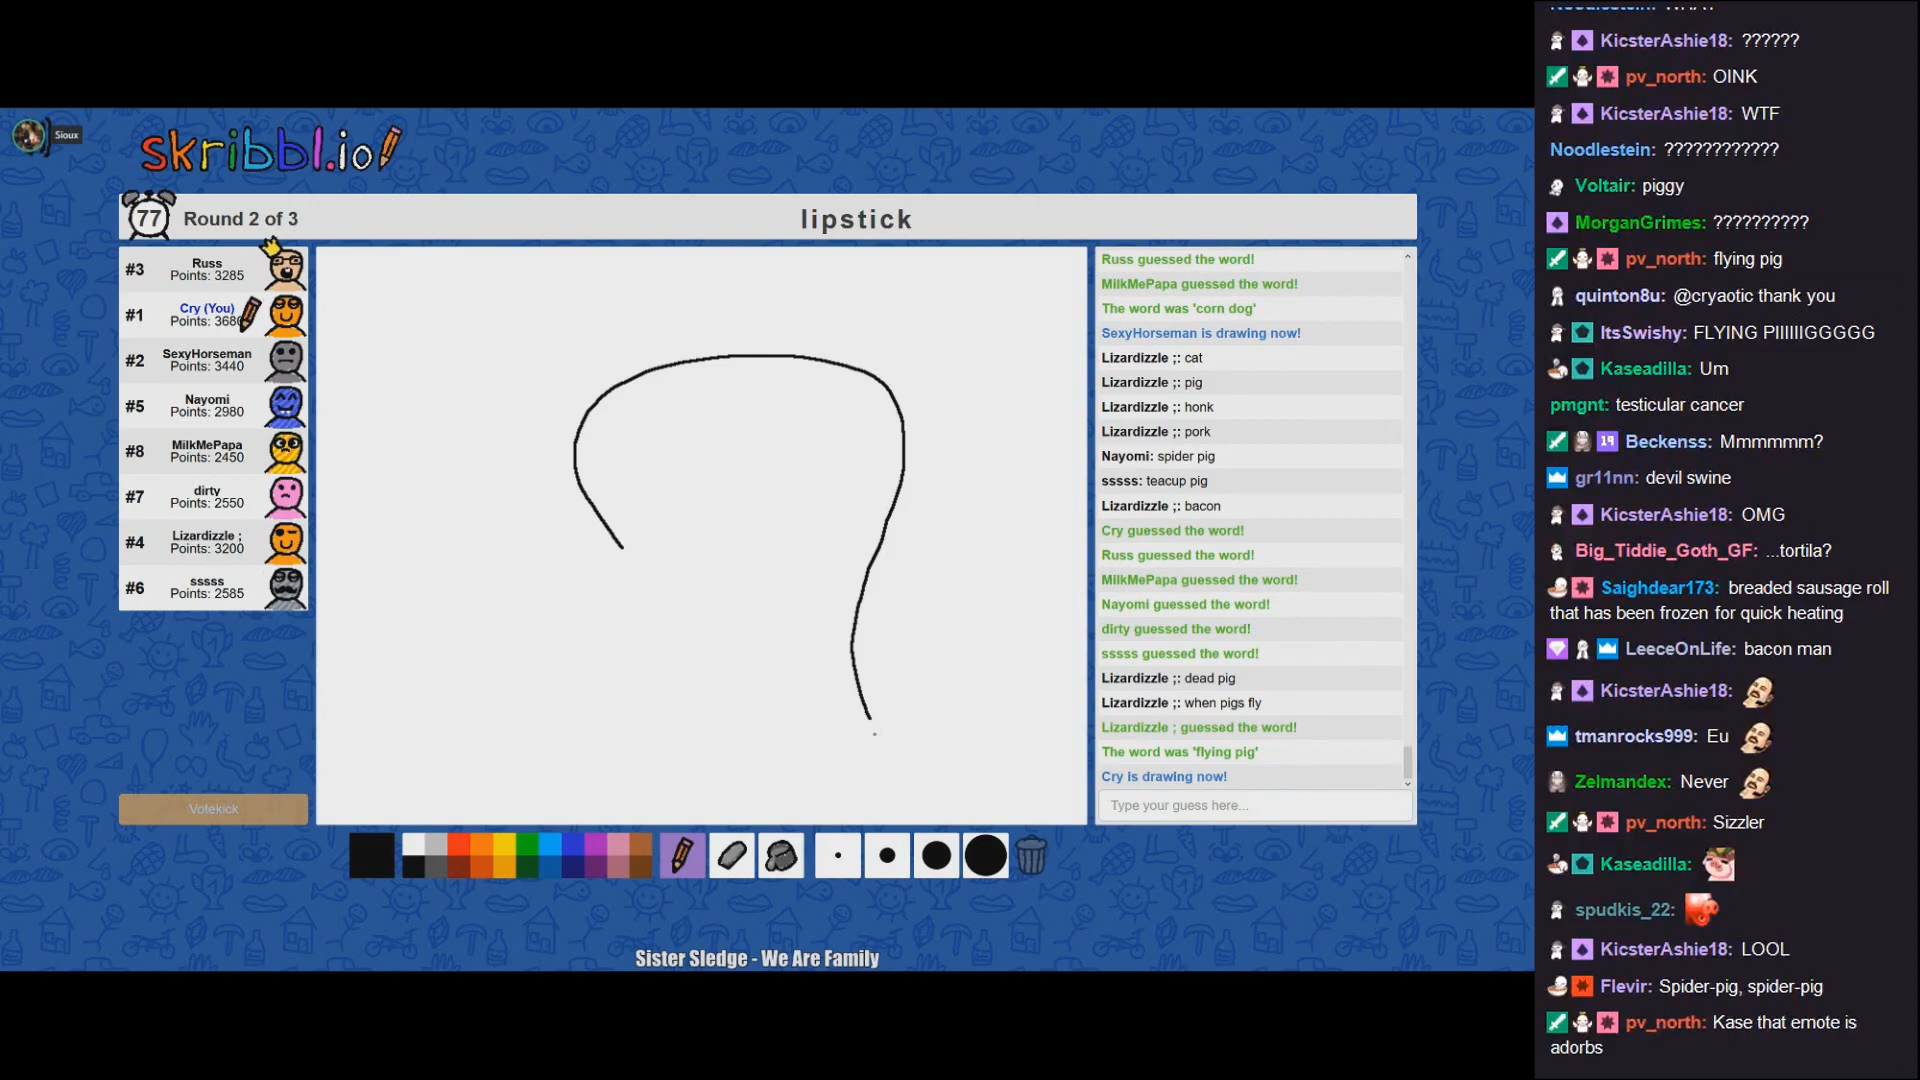 Sioux
skribbl.io
77
Round 2 of 3
lipstick
#3
Russ
Points: 3285
#1
Cry (You)
Points: 3680
#2
SexyHorseman
Points: 3440
#5
Nayomi
Points: 2980
#8
MilkMePapa
Points: 2450
#7
dirty
Points: 2550
#4
Lizardizzle ;
Points: 3200
#6
sssss
Points: 2585
Votekick
Russ guessed the word!
MilkMePapa guessed the word!
The word was 'corn dog'
SexyHorseman is drawing now!
Lizardizzle ;: cat
Lizardizzle ;: pig
Lizardizzle ;: honk
Lizardizzle ;: pork
Nayomi: spider pig
sssss: teacup pig
Lizardizzle ;: bacon
Cry guessed the word!
Russ guessed the word!
MilkMePapa guessed the word!
Nayomi guessed the word!
dirty guessed the word!
sssss guessed the word!
Lizardizzle ;: dead pig
Lizardizzle ;: when pigs fly
Lizardizzle ; guessed the word!
The word was 'flying pig'
Cry is drawing now!
Type your guess here...
Sister Sledge - We Are Family
KicsterAshie18: ??????
pv_north: OINK
KicsterAshie18: WTF
Noodlestein: ????????????
Voltair: piggy
MorganGrimes: ??????????
pv_north: flying pig
quinton8u: @cryaotic thank you
ItsSwishy: FLYING PIIIIIIGGGGG
Kaseadilla: Um
pmgnt: testicular cancer
19 Beckenss: Mmmmmm?
gr11nn: devil swine
KicsterAshie18: OMG
Big_Tiddie_Goth_GF: ...tortila?
Saighdear173: breaded sausage roll
that has been frozen for quick heating
LeeceOnLife: bacon man
KicsterAshie18:
tmanrocks999: Eu
Zelmandex: Never
pv_north: Sizzler
Kaseadilla:
spudkis_22:
KicsterAshie18: LOOL
Flevir: Spider-pig, spider-pig
pv_north: Kase that emote is
adorbs